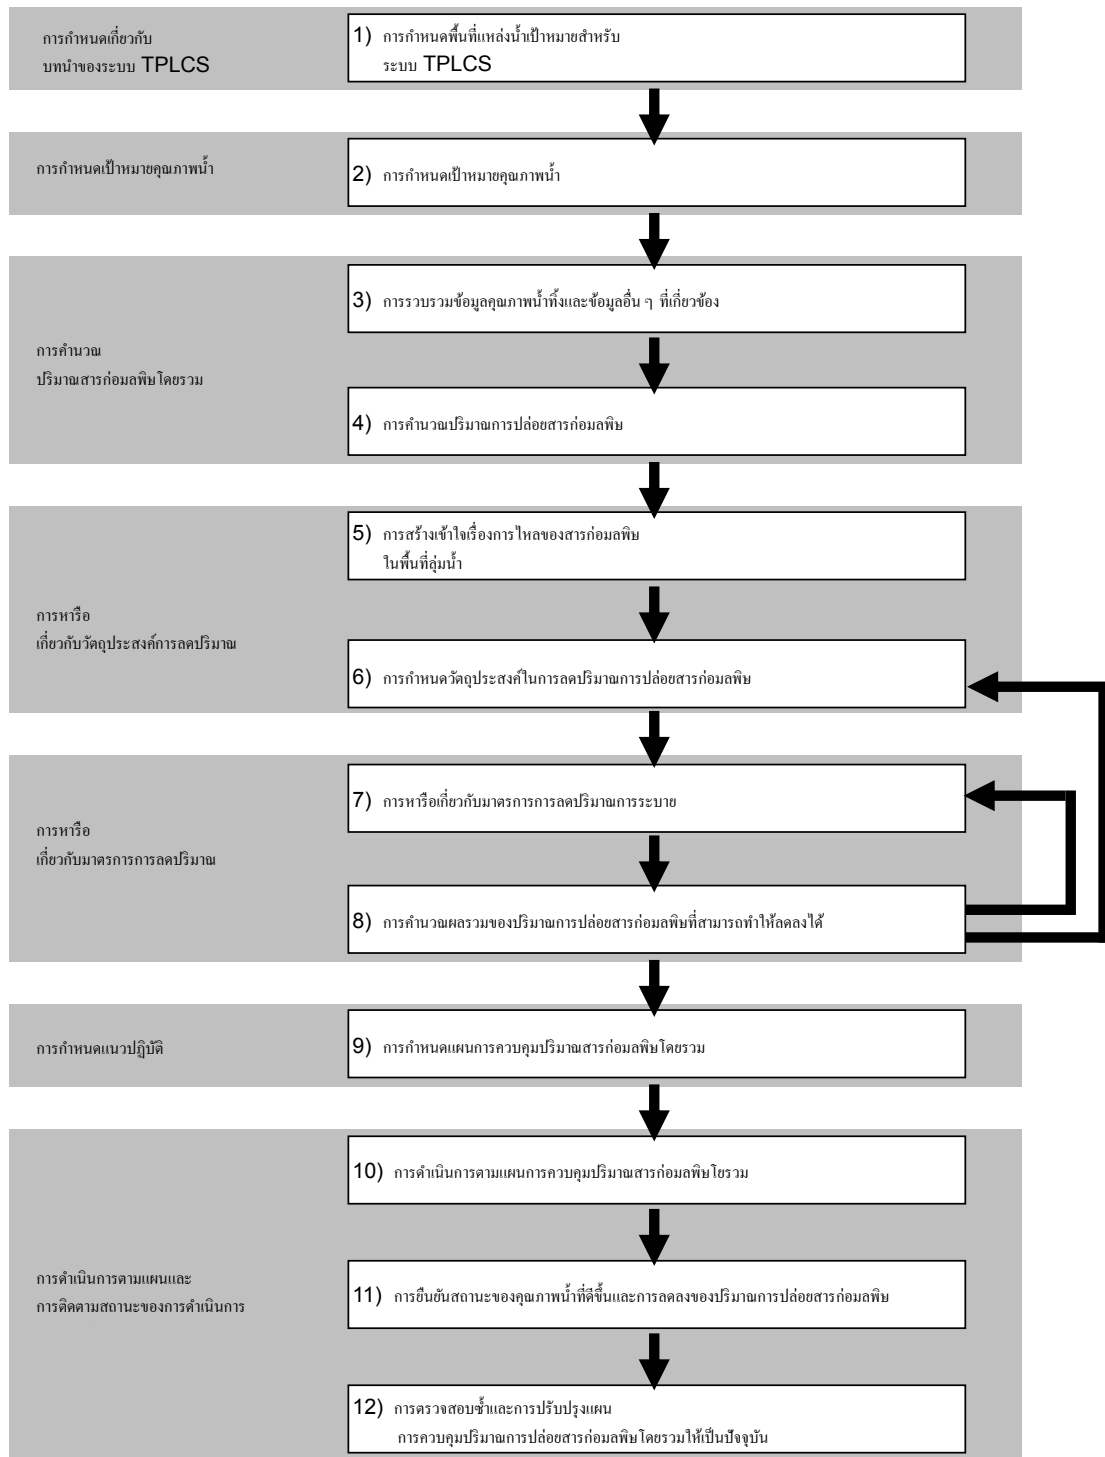 การกำหนดเกี่ยวกับ
บทนำของระบบ TPLCS
1) การกำหนดพื้นที่แหล่งน้ำเป้าหมายสำหรับ
ระบบ TPLCS
การกำหนดเป้าหมายคุณภาพน้ำ
2) การกำหนดเป้าหมายคุณภาพน้ำ
การคำนวณ
ปริมาณสารก่อมลพิษโดยรวม
3) การรวบรวมข้อมูลคุณภาพน้ำทิ้งและข้อมูลอื่น ๆ ที่เกี่ยวข้อง
4) การคำนวณปริมาณการปล่อยสารก่อมลพิษ
การหารือ
เกี่ยวกับวัตถุประสงค์การลดปริมาณ
5) การสร้างเข้าใจเรื่องการไหลของสารก่อมลพิษ
ในพื้นที่ลุ่มน้ำ
6) การกำหนดวัตถุประสงค์ในการลดปริมาณการปล่อยสารก่อมลพิษ
การหารือ
เกี่ยวกับมาตรการการลดปริมาณ
7) การหารือเกี่ยวกับมาตรการการลดปริมาณการระบาย
8) การคำนวณผลรวมของปริมาณการปล่อยสารก่อมลพิษที่สามารถทำให้ลดลงได้
การกำหนดแนวปฏิบัติ
9) การกำหนดแผนการควบคุมปริมาณสารก่อมลพิษโดยรวม
การดำเนินการตามแผนและ
การติดตามสถานะของการดำเนินการ
10) การดำเนินการตามแผนการควบคุมปริมาณสารก่อมลพิษโยรวม
11) การยืนยันสถานะของคุณภาพน้ำที่ดีขึ้นและการลดลงของปริมาณการปล่อยสารก่อมลพิษ
12) การตรวจสอบซ้ำและการปรับปรุงแผน
การควบคุมปริมาณการปล่อยสารก่อมลพิษโดยรวมให้เป็นปัจจุบัน